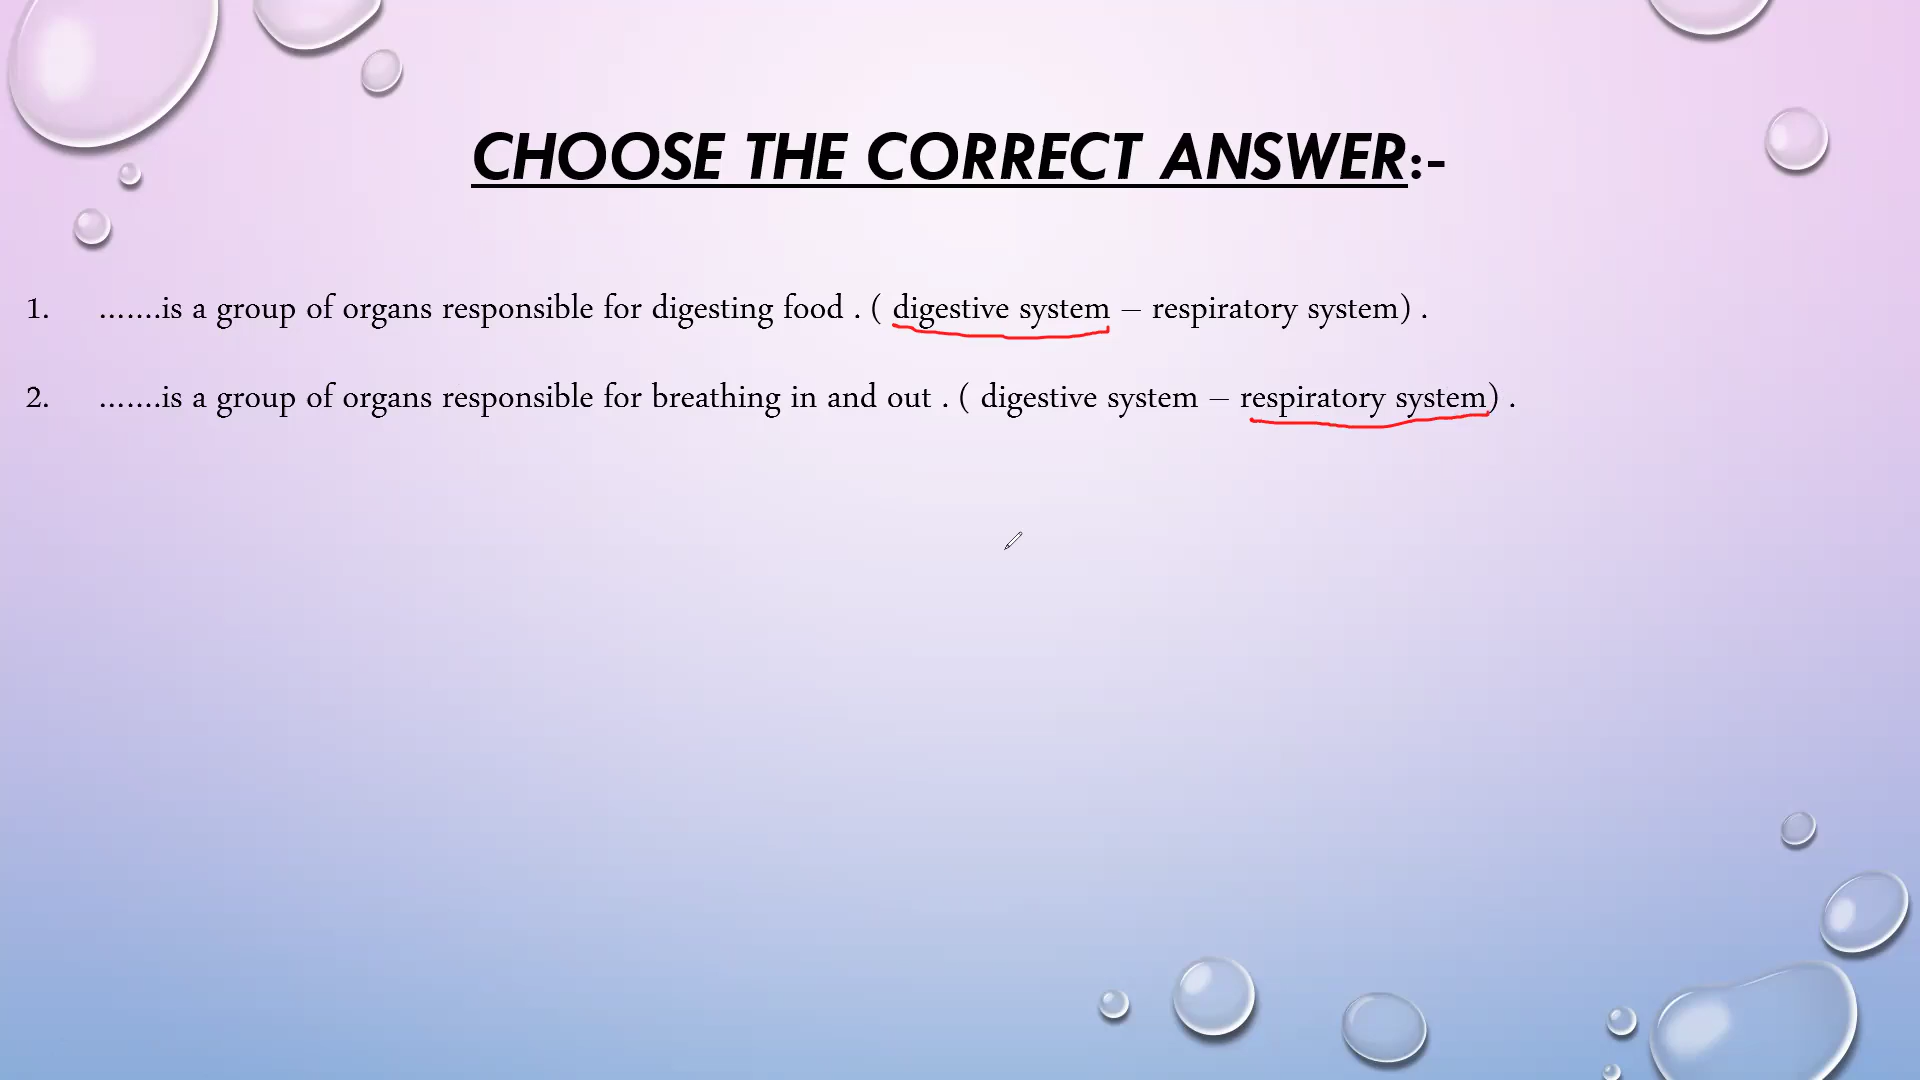 CHOOSE THE CORRECT ANSWER:-
1. .......is a group of organs responsible for digesting food . ( digestive system – respiratory system) .
2. .......is a group of organs responsible for breathing in and out . ( digestive system – respiratory system) .